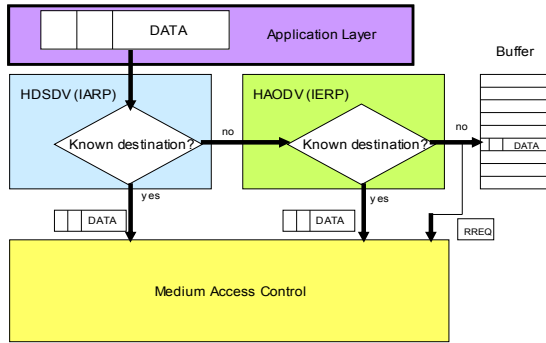 DATA
Application Layer
Buffer
HDSDV (IARP)
HAODV (IERP)
Known destination?
no
Known destination?
no
DATA
yes
yes
DATA
DATA
RREQ
Medium Access Control